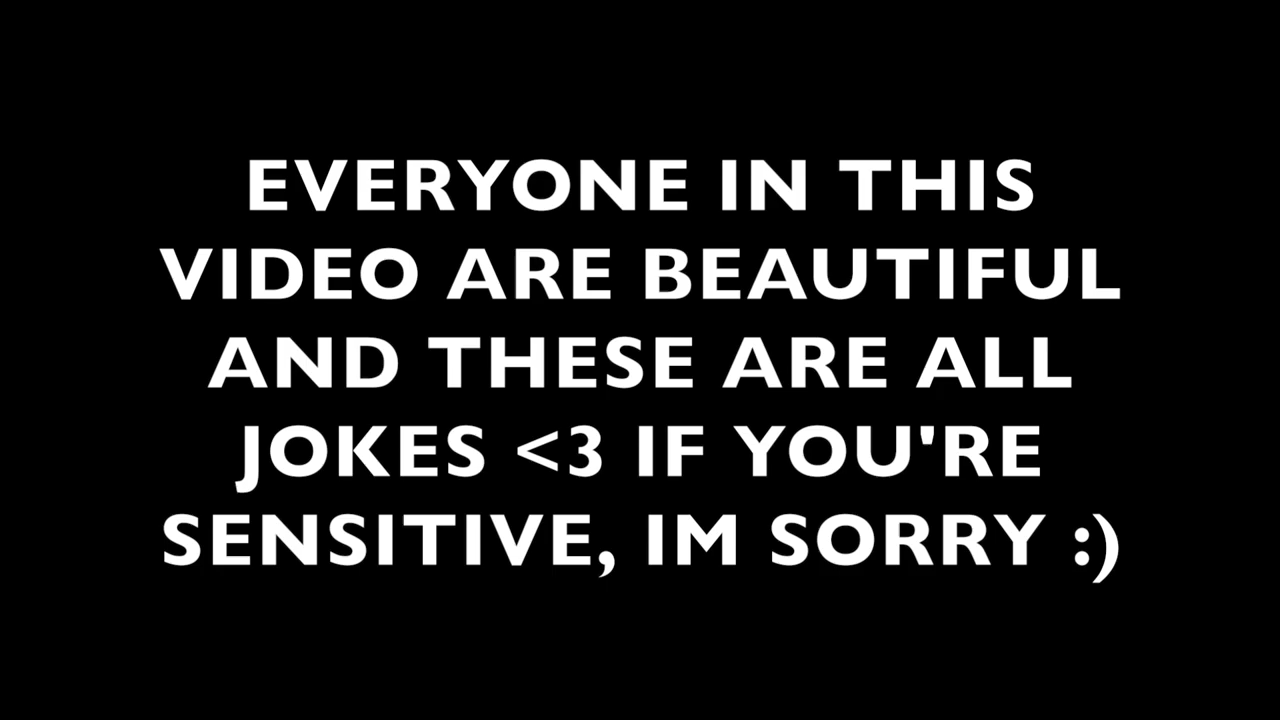 EVERYONE IN THIS
VIDEO ARE BEAUTIFUL
AND THESE ARE ALL
JOKES <3 IF YOU'RE
SENSITIVE, IM SORRY :)